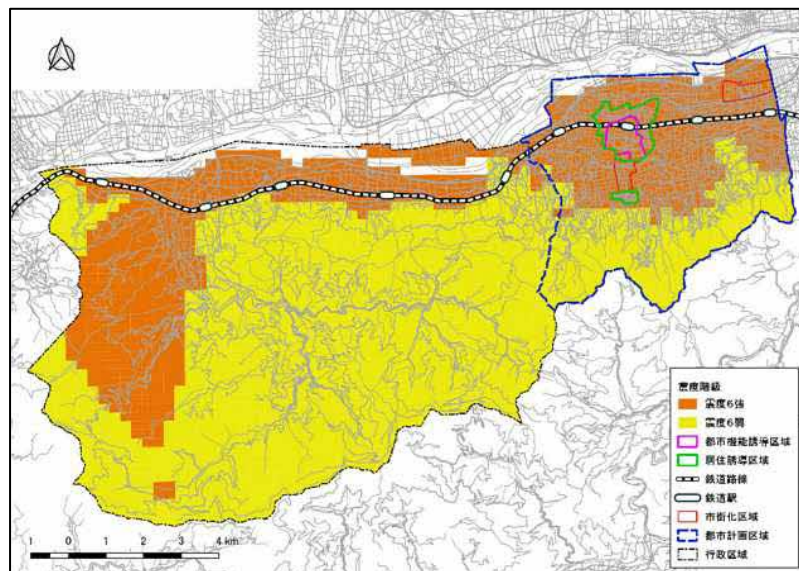 震度階級
震度6強
震度6弱
都市機能誘導区域
居住誘導区域
鉄道路線
鉄道駅
市街化区域
都市計画区域
行政区域
1 0 1 2 3 4 km